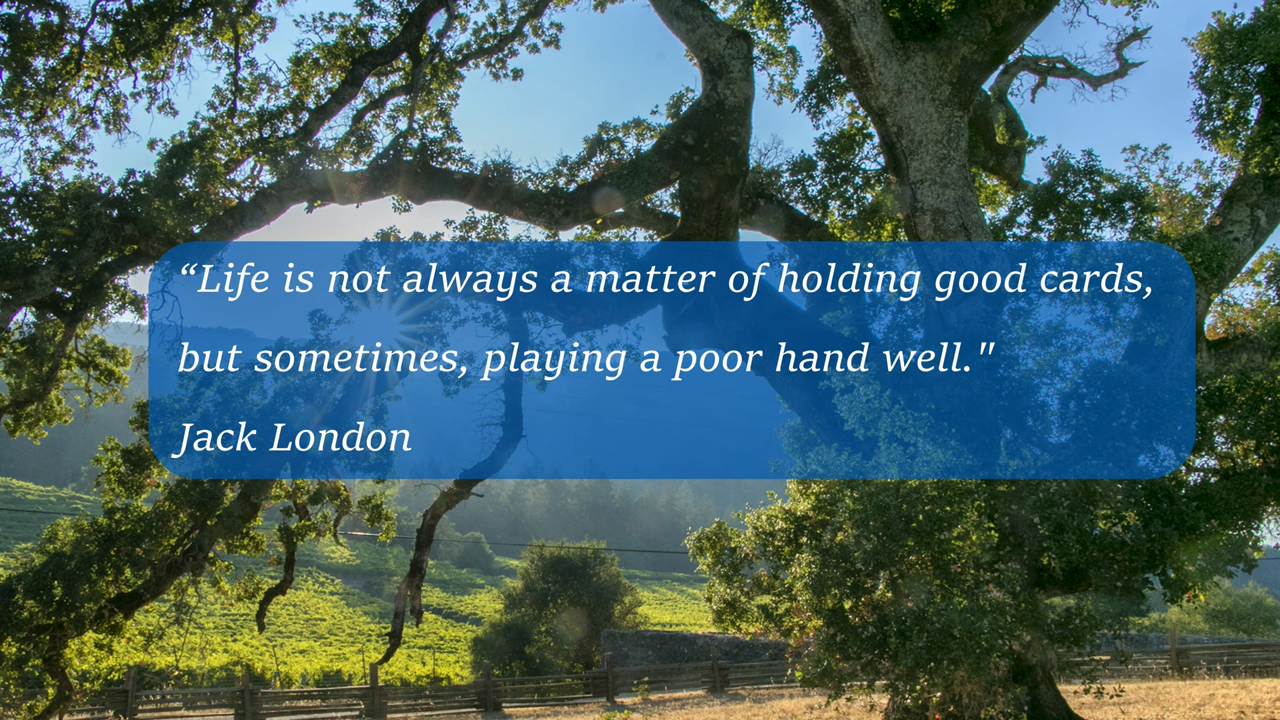 “Life is not always a matter of holding good cards,
but sometimes, playing a poor hand well."
Jack London